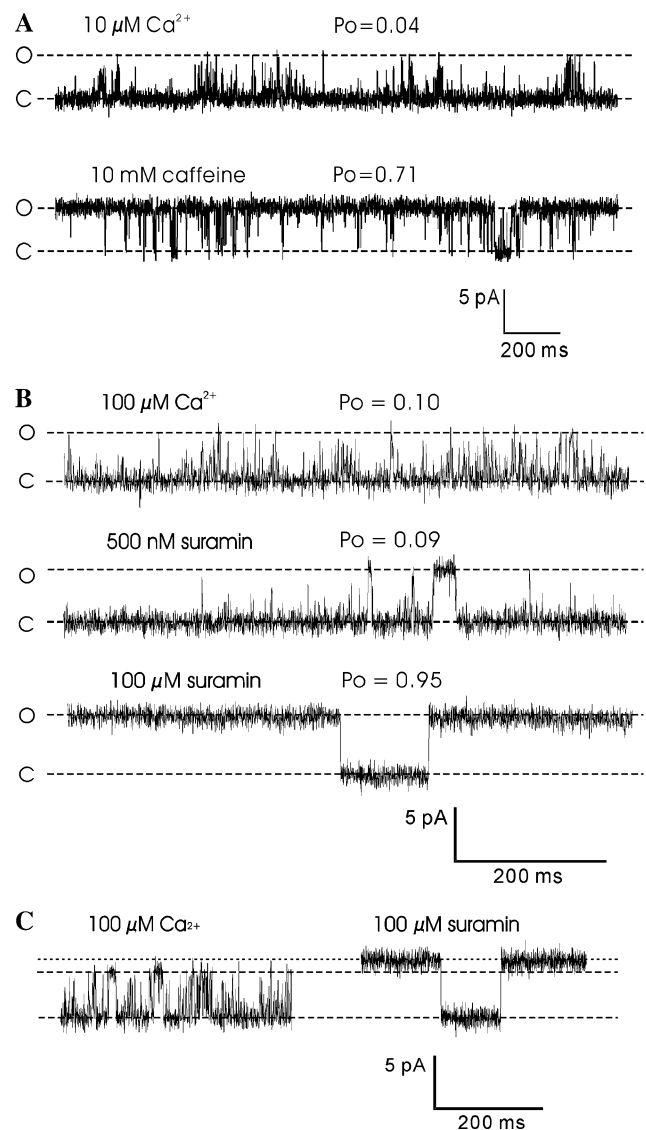 A
10 µM Ca²⁺ Po=0.04
O
C
10 mM caffeine Po=0.71
O
C
5 pA
200 ms
B
100 µM Ca²⁺ Po = 0.10
O
C
500 nM suramin Po = 0.09
O
C
100 µM suramin Po = 0.95
O
C
5 pA
200 ms
C
100 µM Ca²⁺ 100 µM suramin
5 pA
200 ms